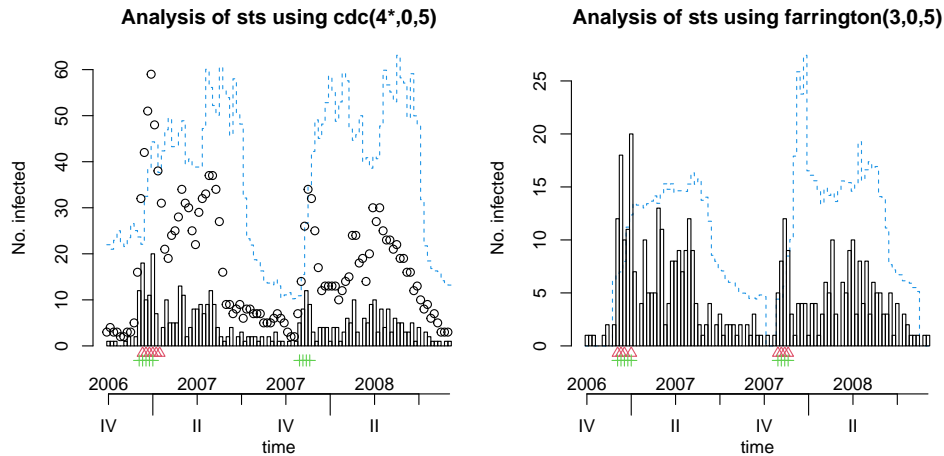 Analysis of sts using cdc(4*,0,5)
No. infected
60
50
40
30
20
10
0
2006 2007 2007 2008
IV II IV II
time
Analysis of sts using farrington(3,0,5)
No. infected
25
20
15
10
5
0
2006 2007 2007 2008
IV II IV II
time